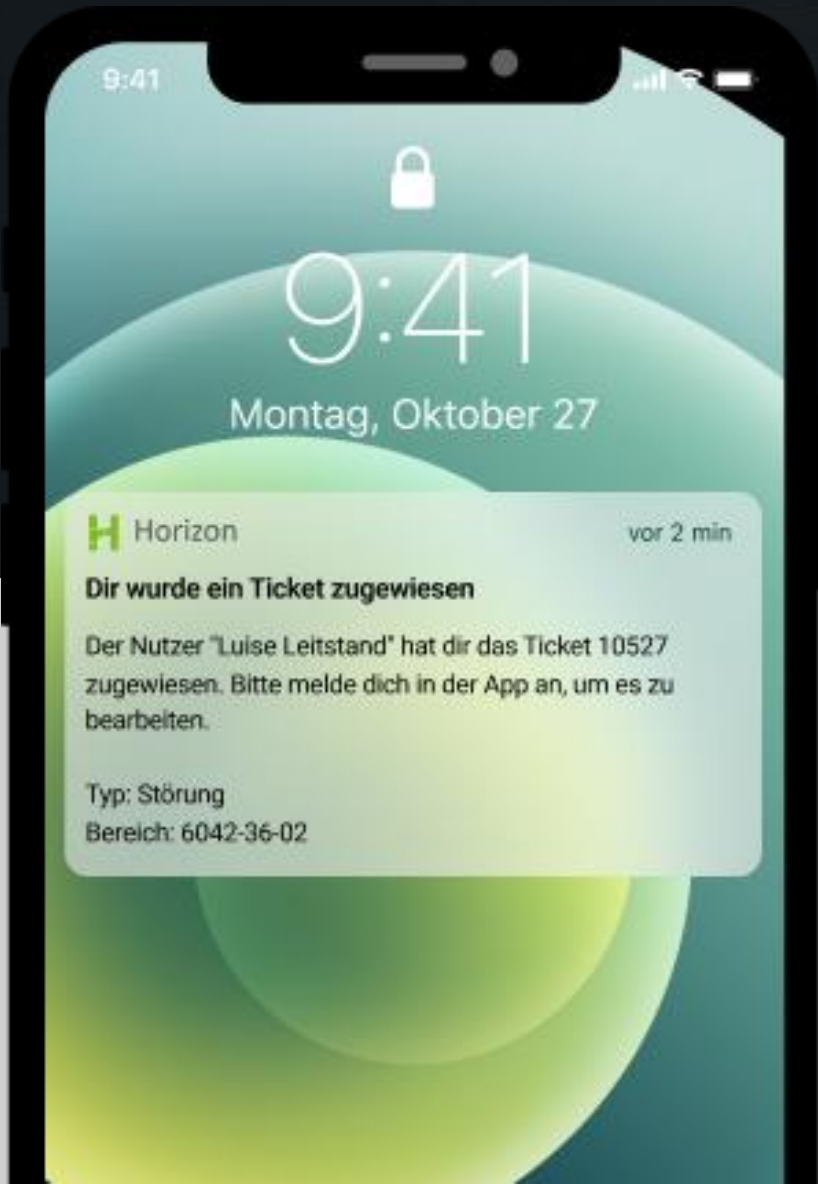 9:41
9:41
Montag, Oktober 27
Horizon
vor 2 min
Dir wurde ein Ticket zugewiesen
Der Nutzer "Luise Leitstand" hat dir das Ticket 10527
zugewiesen. Bitte melde dich in der App an, um es zu
bearbeiten.
Typ: Störung
Bereich: 6042-36-02